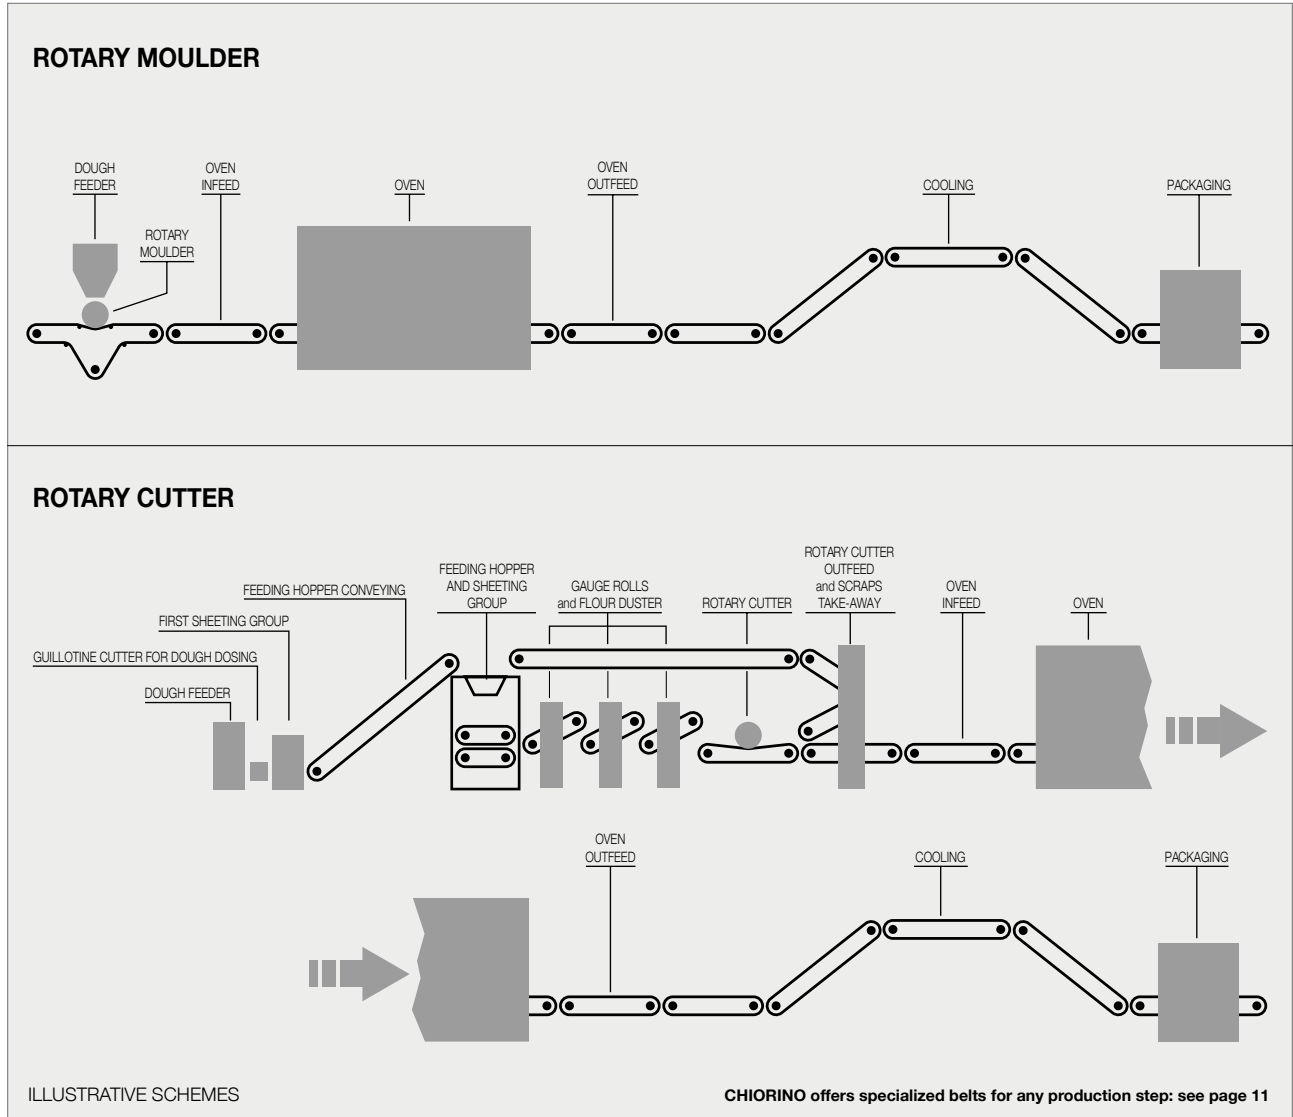 ROTARY MOULDER
DOUGH
FEEDER
ROTARY
MOULDER
OVEN
INFEED
OVEN
OVEN
OUTFEED
COOLING
PACKAGING
ROTARY CUTTER
DOUGH FEEDER
GUILLOTINE CUTTER FOR DOUGH DOSING
FIRST SHEETING GROUP
FEEDING HOPPER CONVEYING
FEEDING HOPPER
AND SHEETING
GROUP
GAUGE ROLLS
and FLOUR DUSTER
ROTARY CUTTER
ROTARY CUTTER
OUTFEED
and SCRAPS
TAKE-AWAY
OVEN
INFEED
OVEN
OVEN
OUTFEED
COOLING
PACKAGING
ILLUSTRATIVE SCHEMES
CHIORINO offers specialized belts for any production step: see page 11